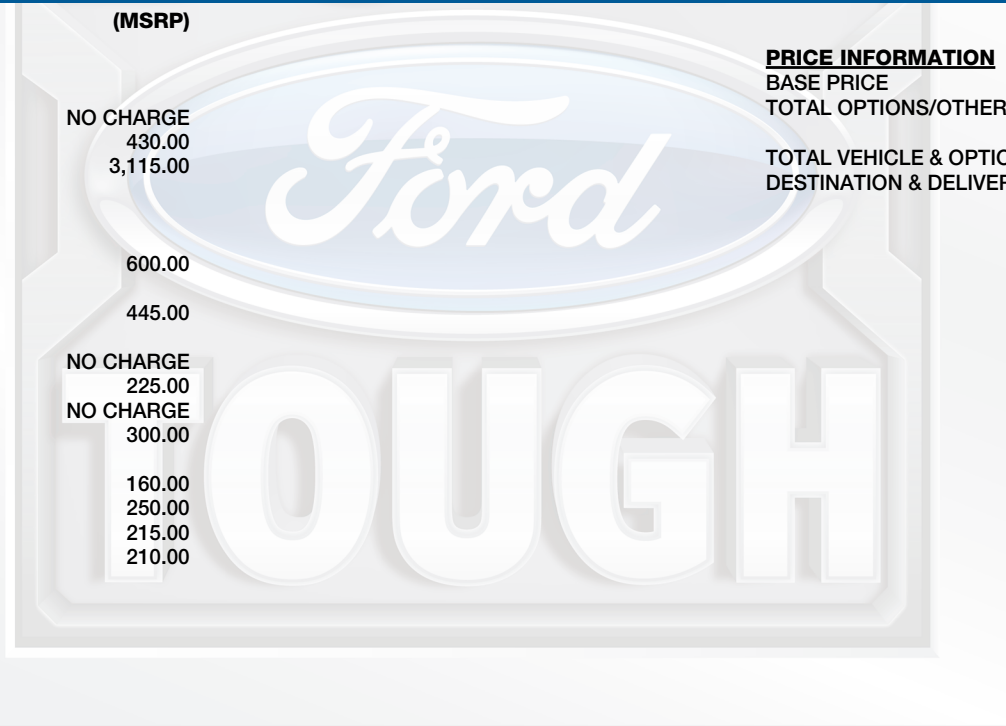 (MSRP)
NO CHARGE
430.00
3,115.00
600.00
445.00
NO CHARGE
225.00
NO CHARGE
300.00
160.00
250.00
215.00
210.00
PRICE INFORMATION
BASE PRICE
TOTAL OPTIONS/OTHER
TOTAL VEHICLE & OPTIO
DESTINATION & DELIVER
Ford
TOUGH